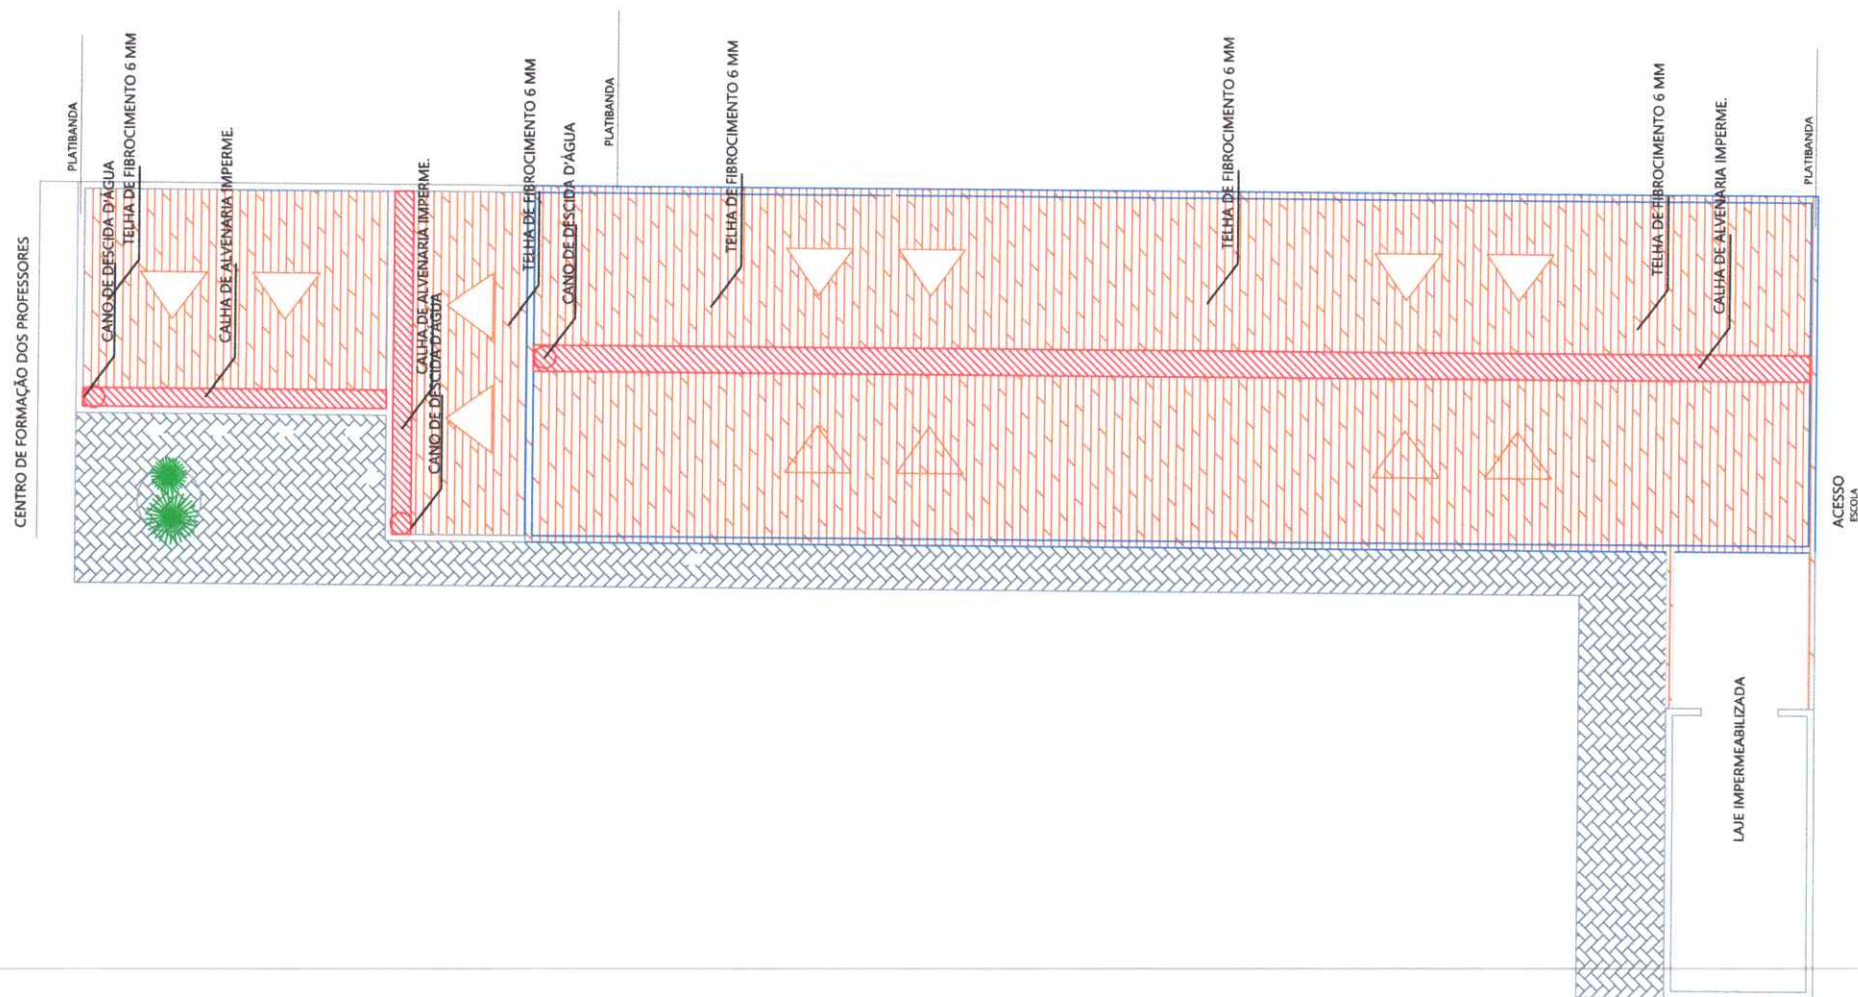 CENTRO DE FORMAÇÃO DOS PROFESSORES
PLATIBANDA
CANO DE DESCIDA D'ÁGUA
TELHA DE FIBROCIMENTO 6 MM
CALHA DE ALVENARIA IMPERME.
CALHA DE ALVENARIA IMPERME.
CANO DE DESCIDA D'ÁGUA
TELHA DE FIBROCIMENTO 6 MM
CANO DE DESCIDA D'ÁGUA
PLATIBANDA
TELHA DE FIBROCIMENTO 6 MM
TELHA DE FIBROCIMENTO 6 MM
TELHA DE FIBROCIMENTO 6 MM
CALHA DE ALVENARIA IMPERME.
LAJE IMPERMEABILIZADA
PLATIBANDA
ACESSO
ESCOLA